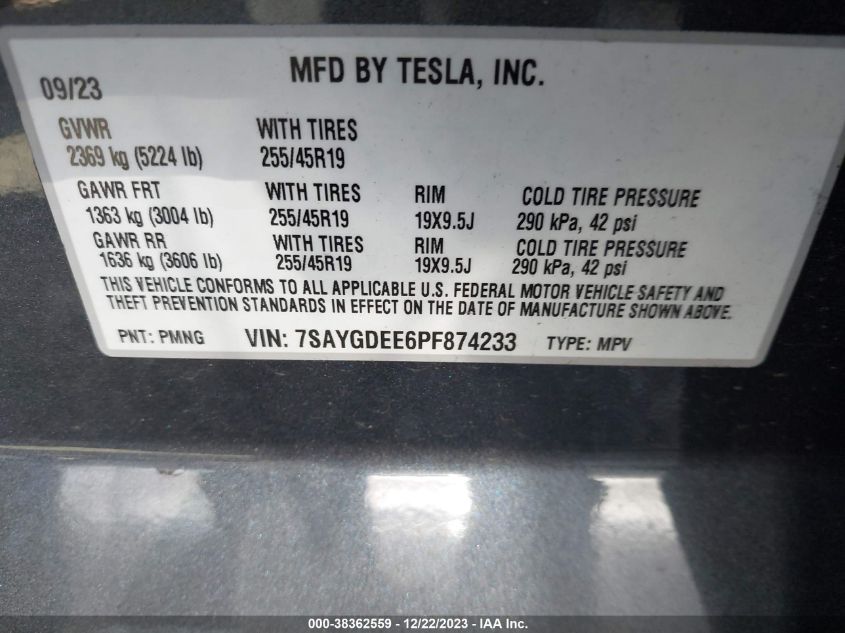 MFD BY TESLA, INC.
09/23
GVWR WITH TIRES
2369 kg (5224 lb) 255/45R19
GAWR FRT WITH TIRES RIM COLD TIRE PRESSURE
1363 kg (3004 lb) 255/45R19 19X9.5J 290 kPa, 42 psi
GAWR RR WITH TIRES RIM COLD TIRE PRESSURE
1636 kg (3606 lb) 255/45R19 19X9.5J 290 kPa, 42 psi
THIS VEHICLE CONFORMS TO ALL APPLICABLE U.S. FEDERAL MOTOR VEHICLE SAFETY AND
THEFT PREVENTION STANDARDS IN EFFECT ON THE DATE OF MANUFACTURE SHOWN ABOVE.
PNT: PMNG VIN: 7SAYGDEE6PF874233 TYPE: MPV
000-38362559 - 12/22/2023 - IAA Inc.